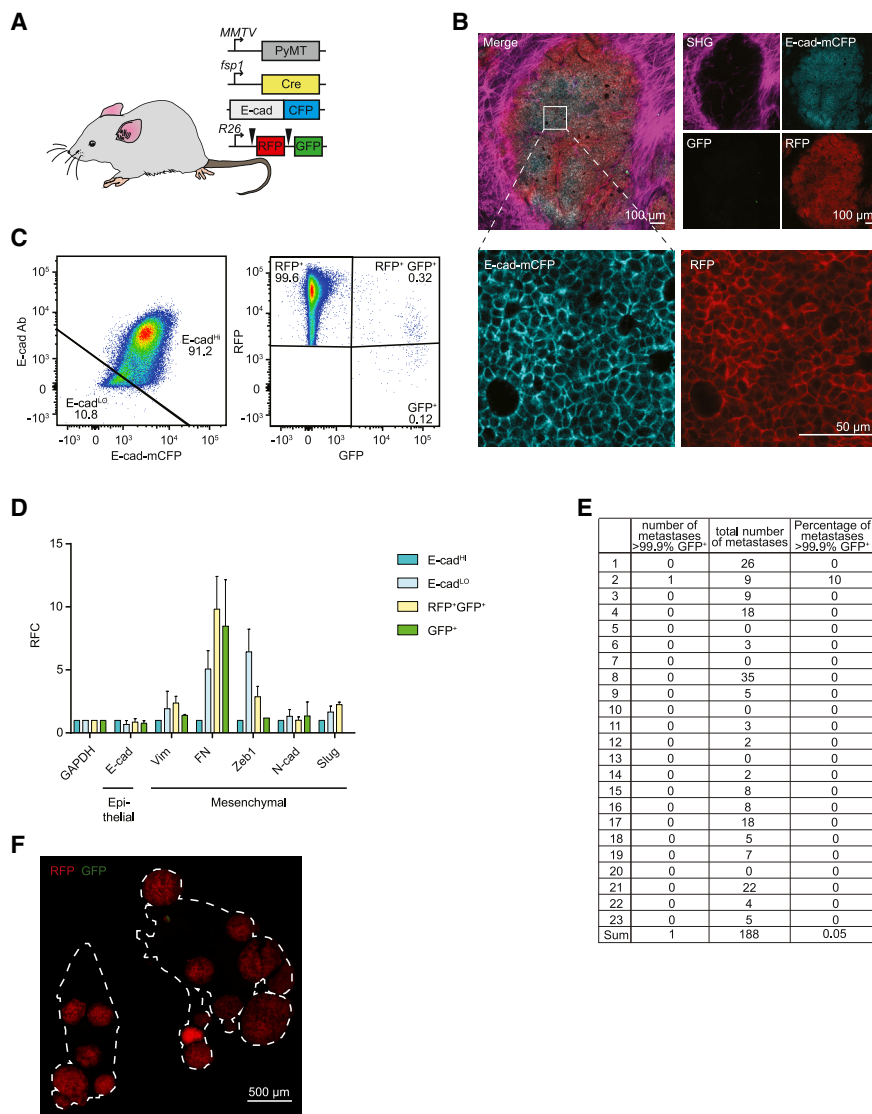 A
MMTV
PyMT
fsp1
Cre
E-cad CFP
R26
RFP GFP
B
Merge
100 µm
SHG
E-cad-mCFP
GFP
RFP
100 µm
E-cad-mCFP
RFP
50 µm
C
E-cad Ab
10⁵
10⁴
10³
0
-10³
E-cadᴴⁱ
91.2
E-cadᴸᴼ
10.8
-10³ 0 10³ 10⁴ 10⁵
E-cad-mCFP
RFP
10⁵
10⁴
10³
0
-10³
RFP⁺
99.6
RFP⁺ GFP⁺
0.32
GFP⁺
0.12
-10³ 0 10³ 10⁴ 10⁵
GFP
D
RFC
15
10
5
0
E-cadᴴᴵ
E-cadᴸᴼ
RFP⁺GFP⁺
GFP⁺
GAPDH
E-cad
Vim
FN
Zeb1
N-cad
Slug
Epi-
thelial
Mesenchymal
E
number of metastases >99.9% GFP⁺ total number of metastases Percentage of metastases >99.9% GFP⁺
1 0 26 0
2 1 9 10
3 0 9 0
4 0 18 0
5 0 0 0
6 0 3 0
7 0 0 0
8 0 35 0
9 0 5 0
10 0 0 0
11 0 3 0
12 0 2 0
13 0 0 0
14 0 2 0
15 0 8 0
16 0 8 0
17 0 18 0
18 0 5 0
19 0 7 0
20 0 0 0
21 0 22 0
22 0 4 0
23 0 5 0
Sum 1 188 0.05
F
RFP GFP
500 µm